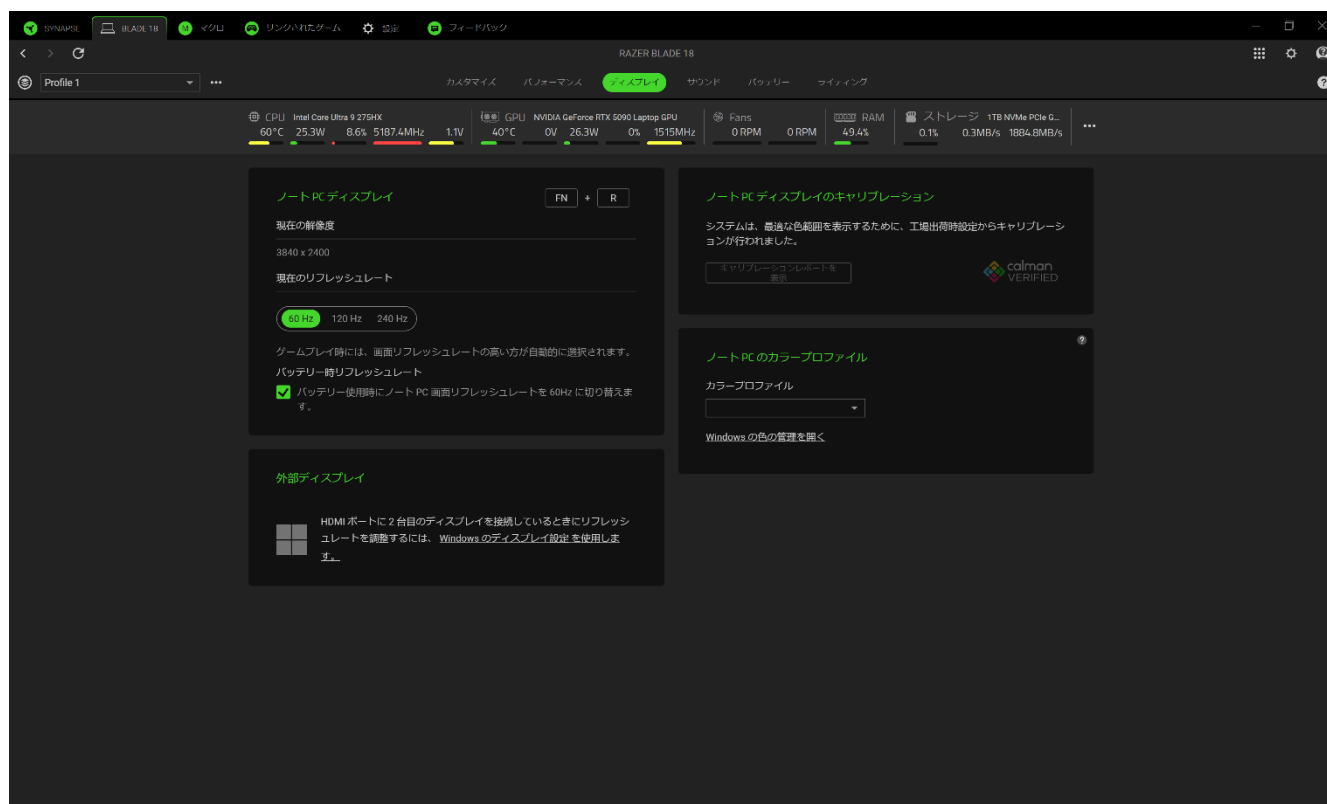 SYNAPSE BLADE 18 マクロ リンクされたゲーム 設定 フィードバック
RAZER BLADE 18
Profile 1 カスタマイズ パフォーマンス ディスプレイ サウンド バッテリー ライティング
CPU Intel Core Ultra 9 275HX GPU NVIDIA GeForce RTX 5090 Laptop GPU Fans RAM ストレージ 1TB NVMe PCIe G...
60°C 25.3W 8.6% 5187.4MHz 1.1V 40°C 0V 26.3W 0% 1515MHz 0 RPM 0 RPM 49.4% 0.1% 0.3MB/s 1884.8MB/s
ノート PC ディスプレイ FN + R
現在の解像度
3840 x 2400
現在のリフレッシュレート
60 Hz 120 Hz 240 Hz
ゲームプレイ時には、画面リフレッシュレートの高い方が自動的に選択されます。
バッテリー時リフレッシュレート
バッテリー使用時にノート PC 画面リフレッシュレートを 60Hz に切り替えま
す。
外部ディスプレイ
HDMI ポートに 2 台目のディスプレイを接続しているときにリフレッシ
ュレートを調整するには、 Windows のディスプレイ設定 を使用しま
す。
ノート PC ディスプレイのキャリブレーション
システムは、最適な色範囲を表示するために、工場出荷時設定からキャリブレーシ
ョンが行われました。
キャリブレーションレポートを
表示
calman
VERIFIED
ノート PC のカラープロファイル
カラープロファイル
Windows の色の管理を開く